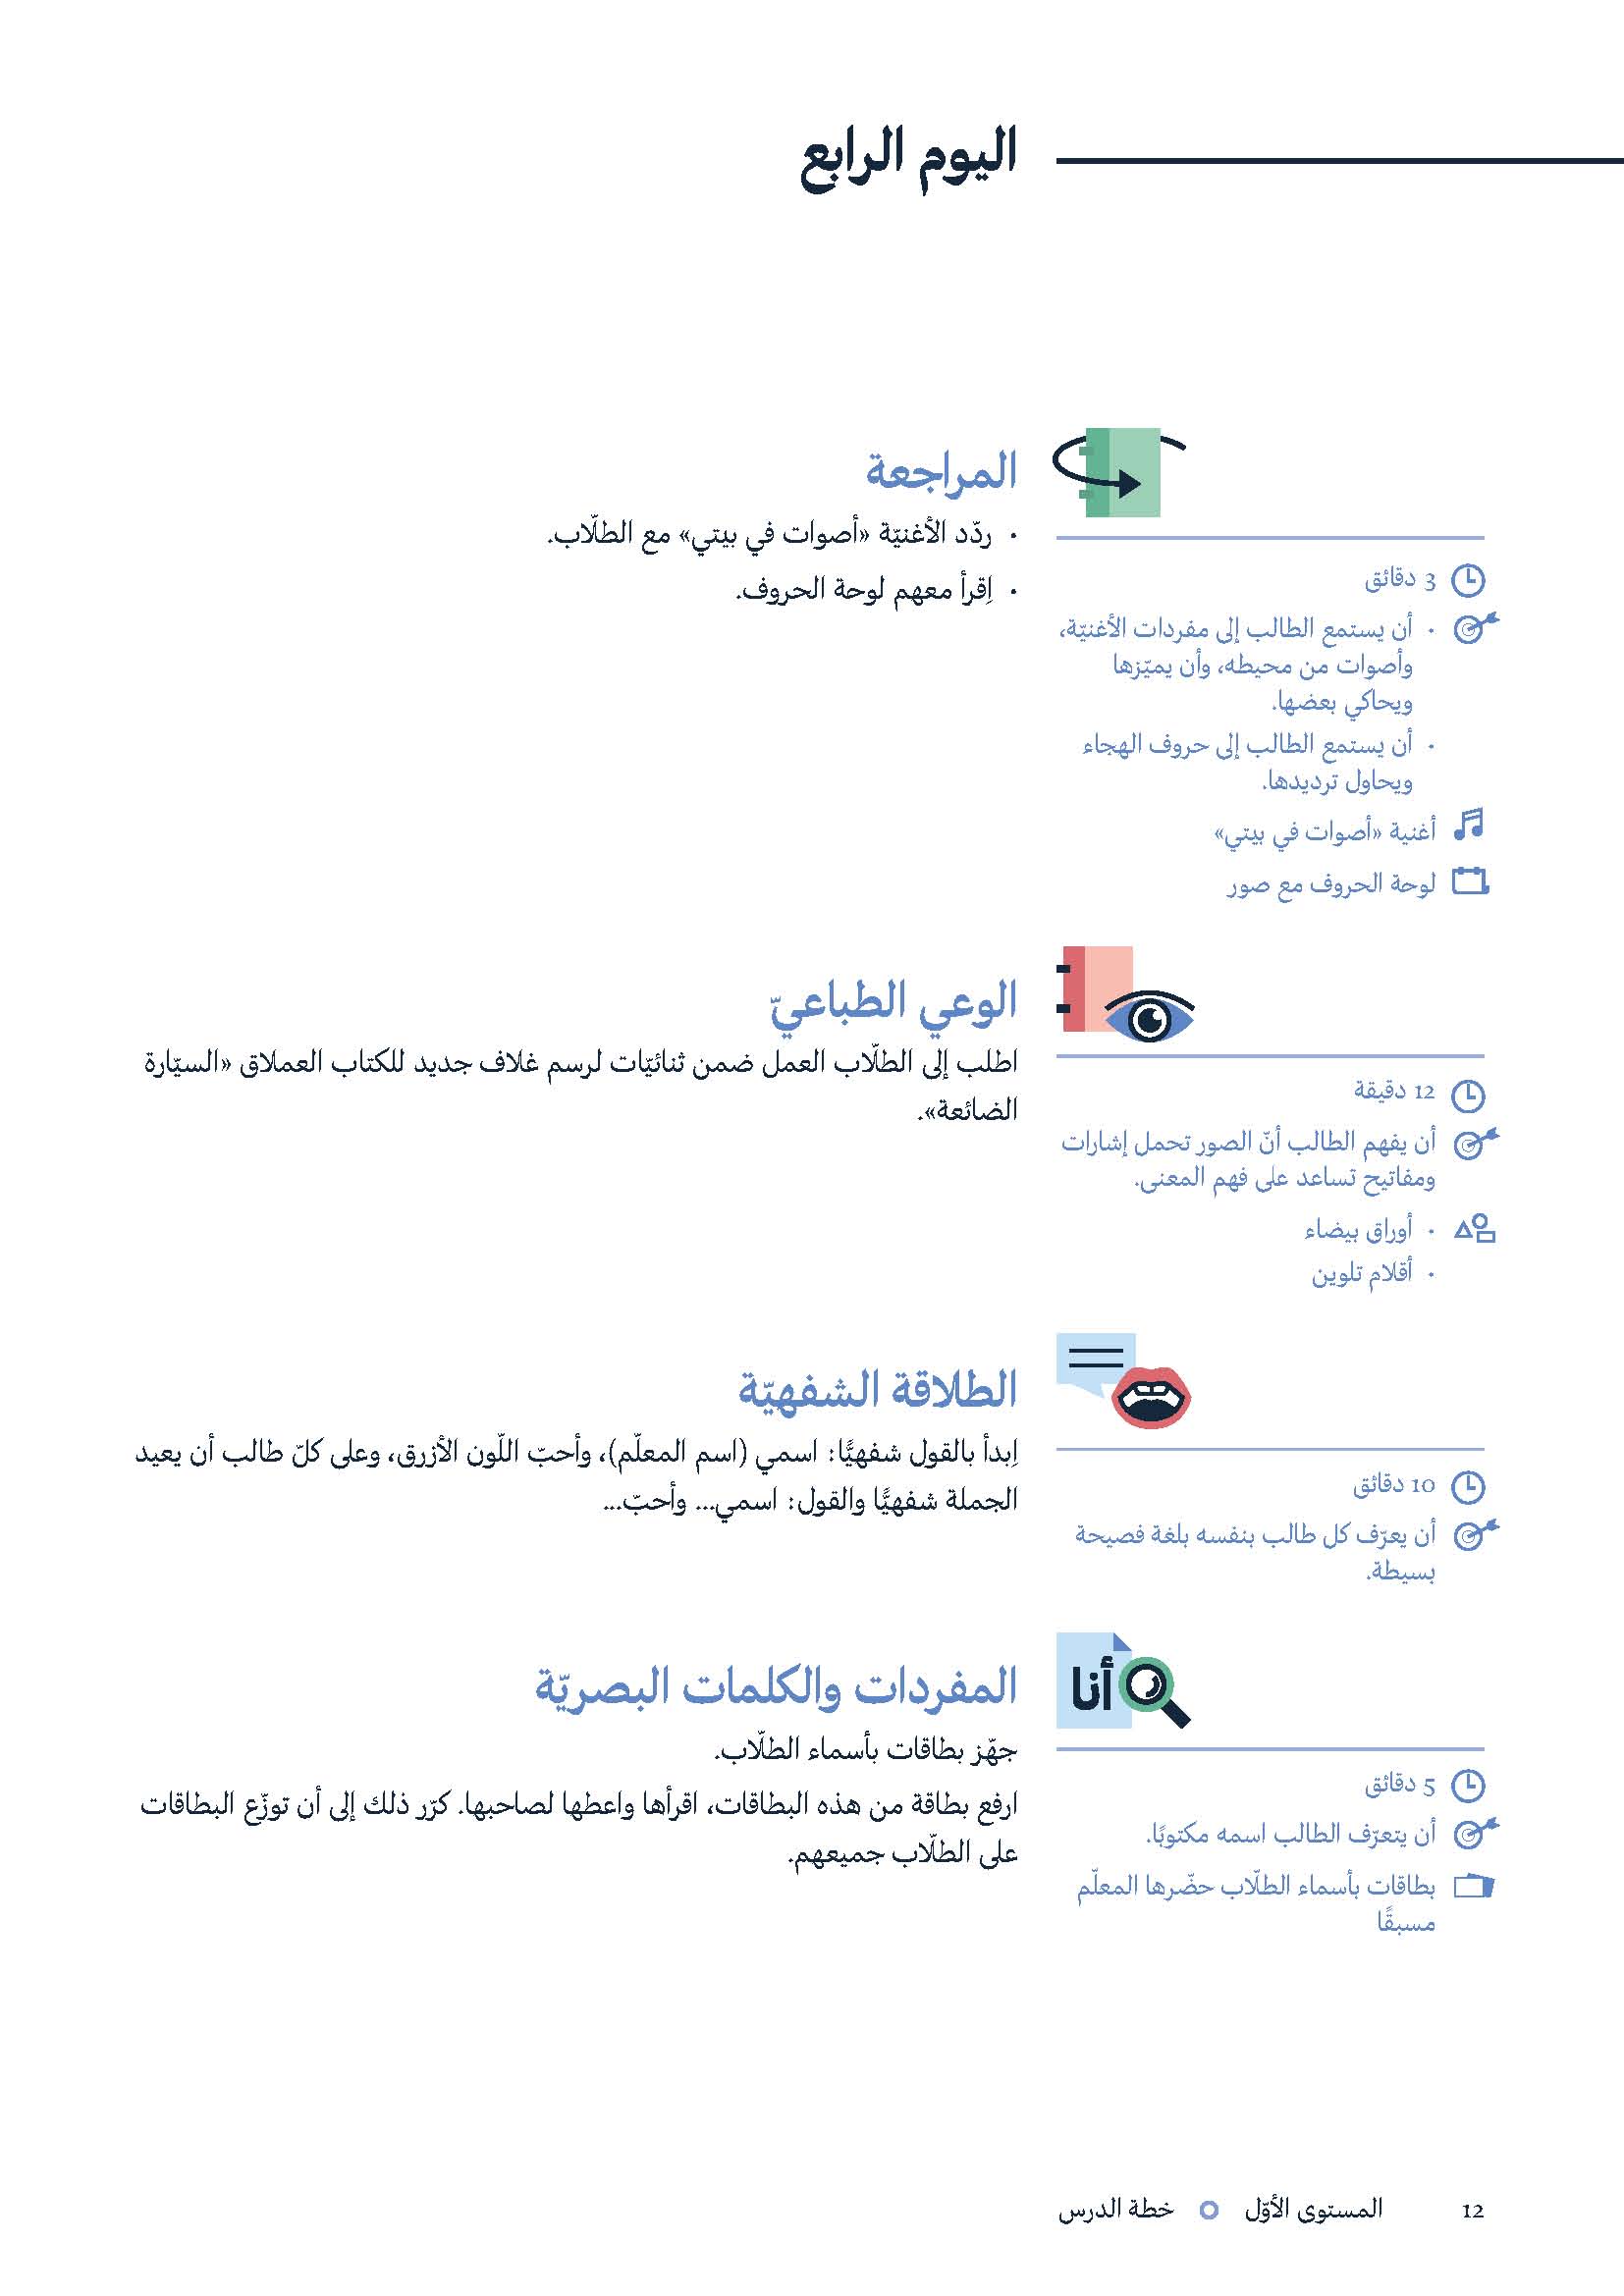 اليوم الرابع
المراجعة
• ردّد الأغنيّة «أصوات في بيتي» مع الطلّاب.
• اِقرأ معهم لوحة الحروف.
3 دقائق
• أن يستمع الطالب إلى مفردات الأغنيّة،
وأصوات من محيطه، وأن يميّزها
ويحاكي بعضها.
• أن يستمع الطالب إلى حروف الهجاء
ويحاول ترديدها.
أغنية «أصوات في بيتي»
لوحة الحروف مع صور
الوعي الطباعيّ
اطلب إلى الطلّاب العمل ضمن ثنائيّات لرسم غلاف جديد للكتاب العملاق «السيّارة
الضائعة».
12 دقيقة
أن يفهم الطالب أنّ الصور تحمل إشارات
ومفاتيح تساعد على فهم المعنى.
• أوراق بيضاء
• أقلام تلوين
الطلاقة الشفهيّة
اِبدأ بالقول شفهيًّا: اسمي (اسم المعلّم)، وأحبّ اللّون الأزرق، وعلى كلّ طالب أن يعيد
الجملة شفهيًّا والقول: اسمي... وأحبّ...
10 دقائق
أن يعرّف كل طالب بنفسه بلغة فصيحة
بسيطة.
أنا
المفردات والكلمات البصريّة
جهّز بطاقات بأسماء الطلّاب.
ارفع بطاقة من هذه البطاقات، اقرأها واعطها لصاحبها. كرّر ذلك إلى أن توزّع البطاقات
على الطلّاب جميعهم.
5 دقائق
أن يتعرّف الطالب اسمه مكتوبًا.
بطاقات بأسماء الطلّاب حضّرها المعلّم
مسبقًا
12 المستوى الأوّل خطة الدرس